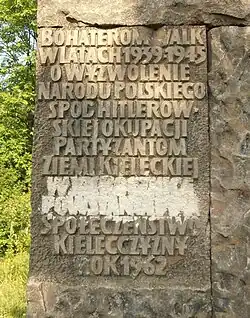 BOHATEROM WALK
W LATACH 1939-1945
O WYZWOLENIE
NARODU POLSKIEGO
SPOD HITLEROW-
SKIEJ OKUPACJI
PARTYZANTOM
ZIEMI KIELECKIEJ
SPOŁECZEŃSTWO
KIELECCZYZNY
ROK 1962